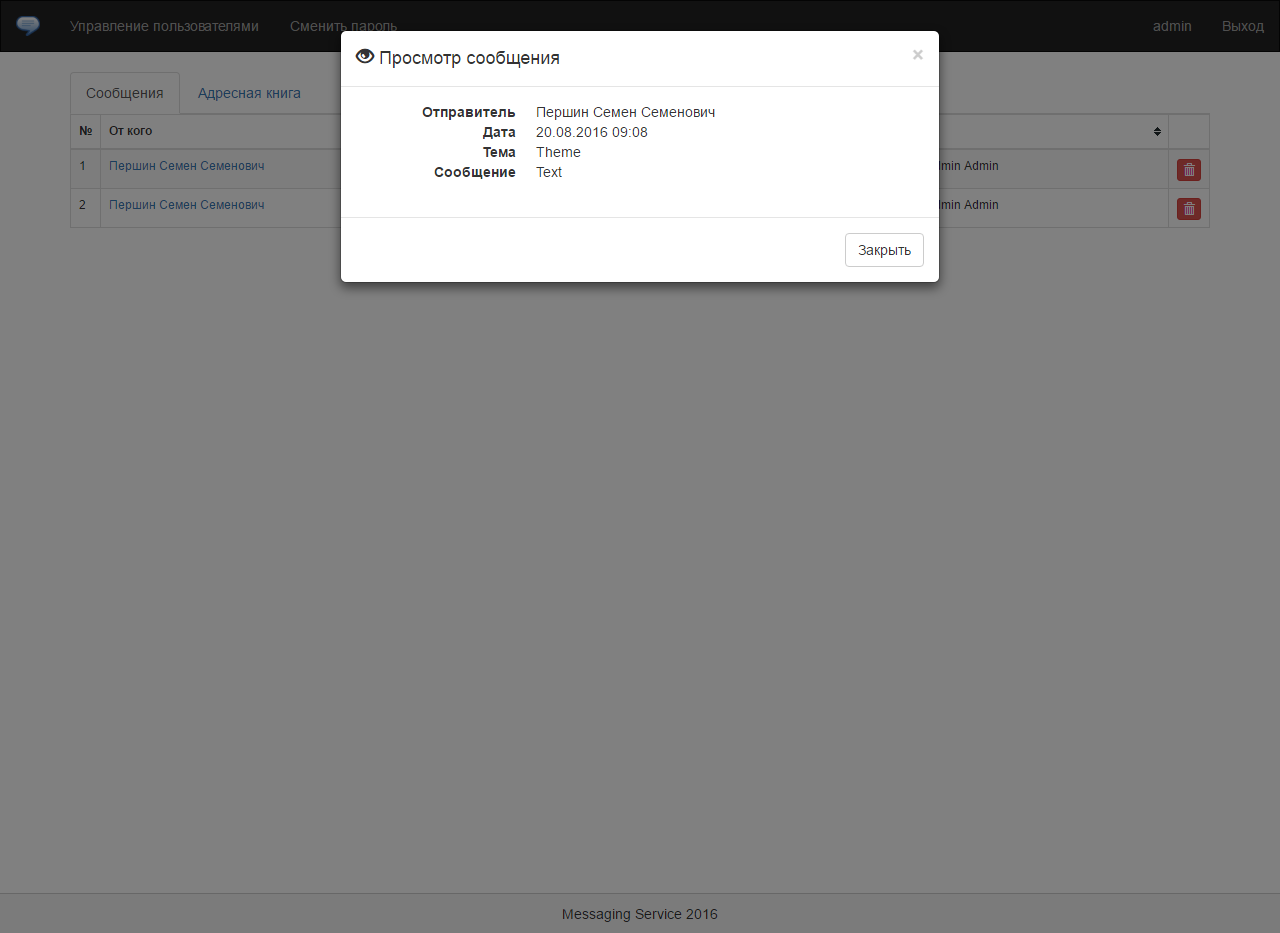 Управление пользователями Сменить пароль admin Выход
Просмотр сообщения ×
Сообщения Адресная книга
Отправитель Першин Семен Семенович
Дата 20.08.2016 09:08
Тема Theme
Сообщение Text
№ От кого
1 Першин Семен Семенович Admin
2 Першин Семен Семенович Admin
Закрыть
Messaging Service 2016